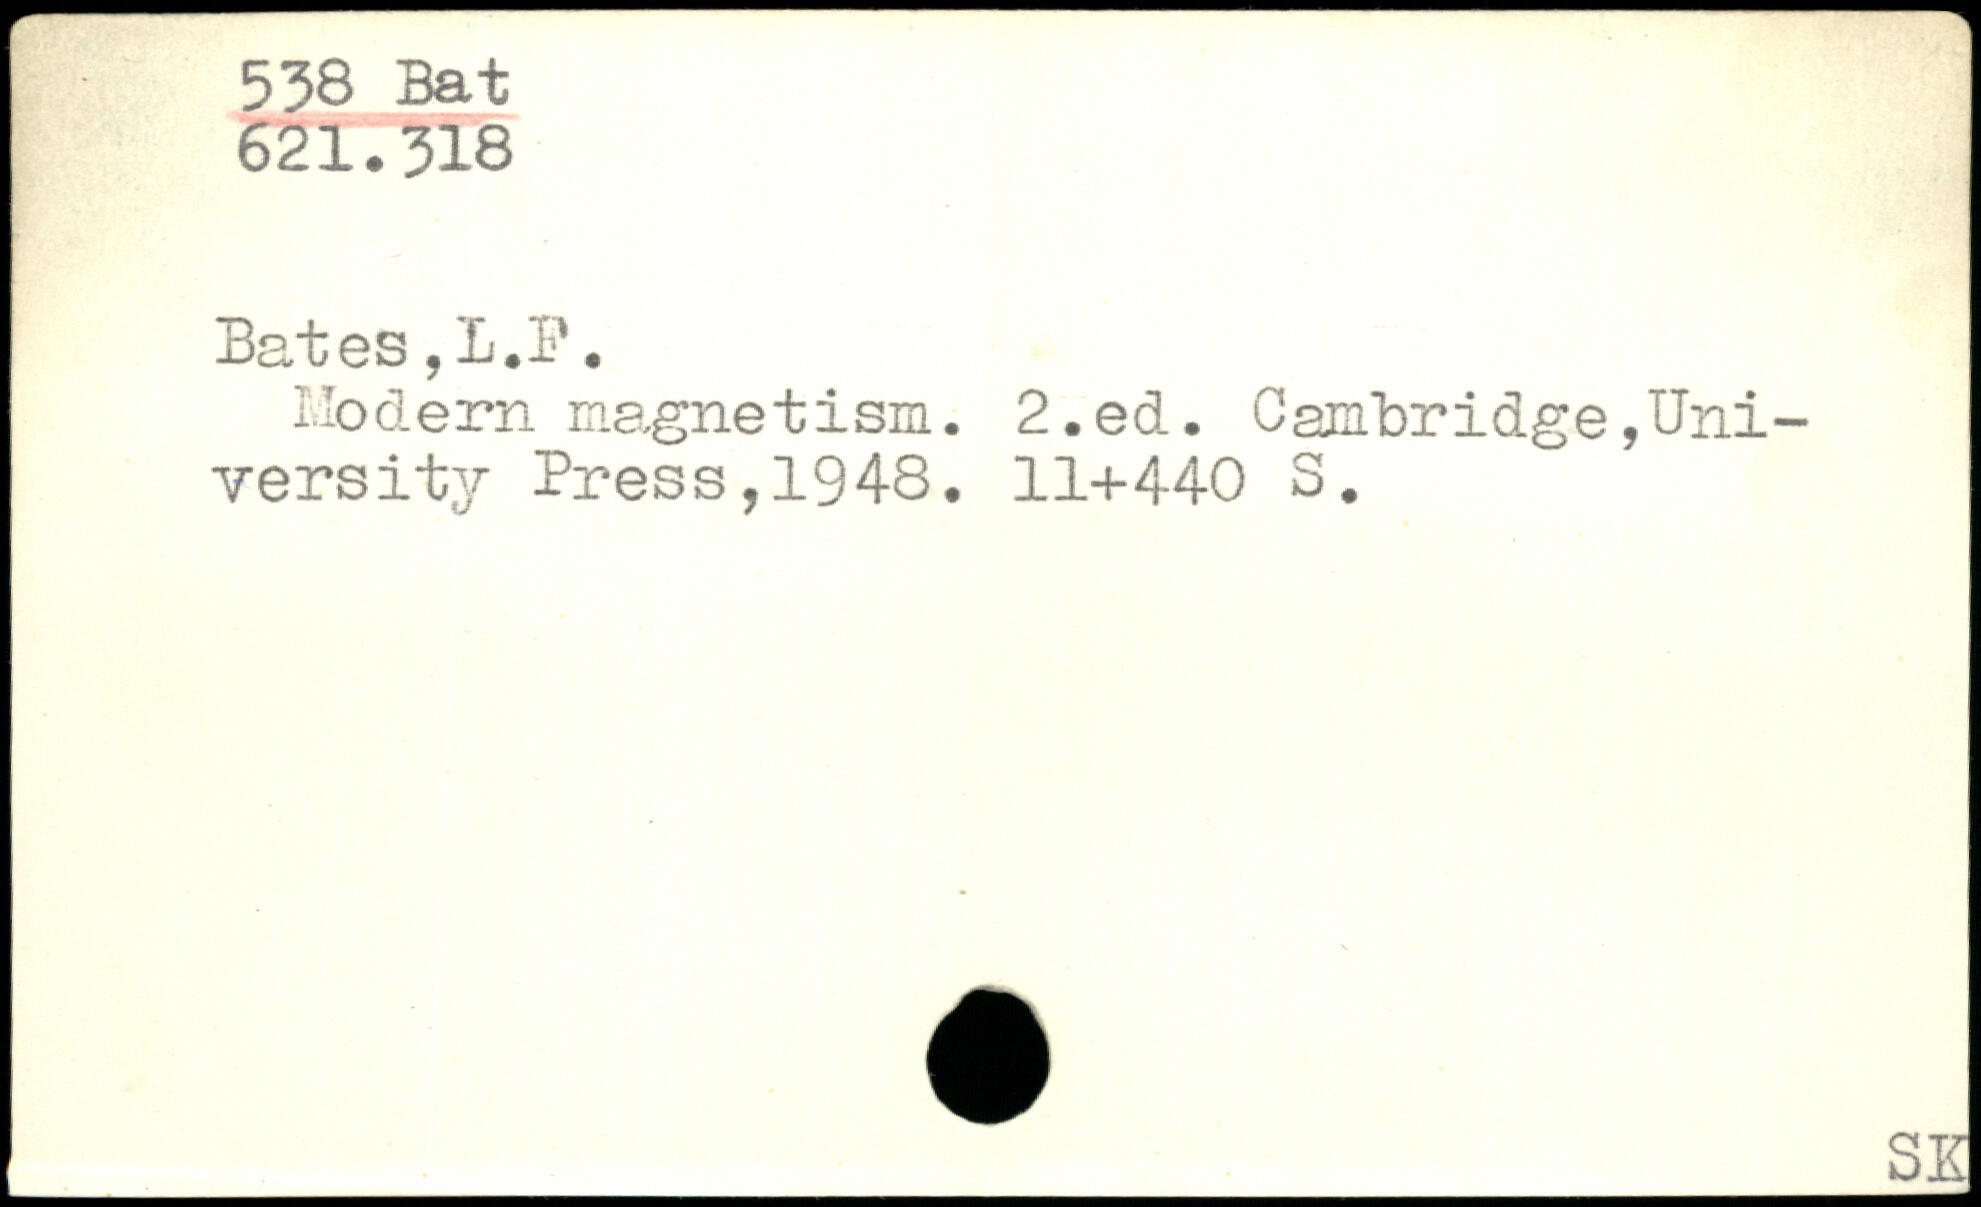 538 Bat
621.318
Bates,L.F.
Modern magnetism. 2.ed. Cambridge,Uni-
versity Press,1948. 11+440 S.
SK